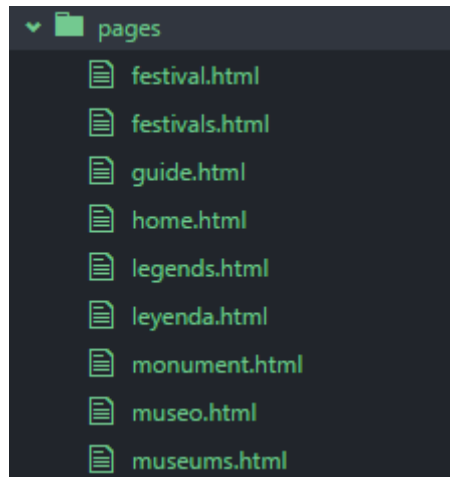 pages
festival.html
festivals.html
guide.html
home.html
legends.html
leyenda.html
monument.html
museo.html
museums.html